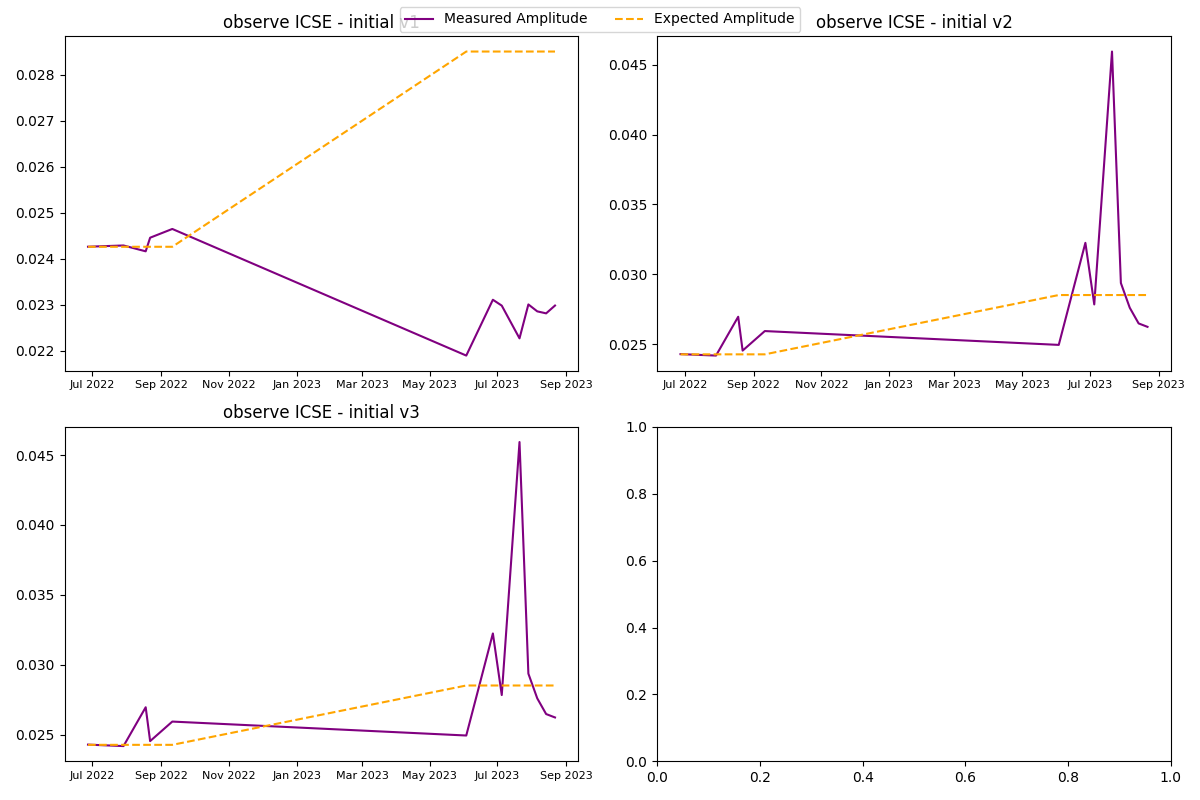 observe ICSE - initial v1
Measured Amplitude
Expected Amplitude
observe ICSE - initial v2
0.028
0.027
0.026
0.025
0.024
0.023
0.022
Jul 2022 Sep 2022 Nov 2022 Jan 2023 Mar 2023 May 2023 Jul 2023 Sep 2023
0.045
0.040
0.035
0.030
0.025
Jul 2022 Sep 2022 Nov 2022 Jan 2023 Mar 2023 May 2023 Jul 2023 Sep 2023
observe ICSE - initial v3
0.045
0.040
0.035
0.030
0.025
Jul 2022 Sep 2022 Nov 2022 Jan 2023 Mar 2023 May 2023 Jul 2023 Sep 2023
1.0
0.8
0.6
0.4
0.2
0.0
0.0 0.2 0.4 0.6 0.8 1.0